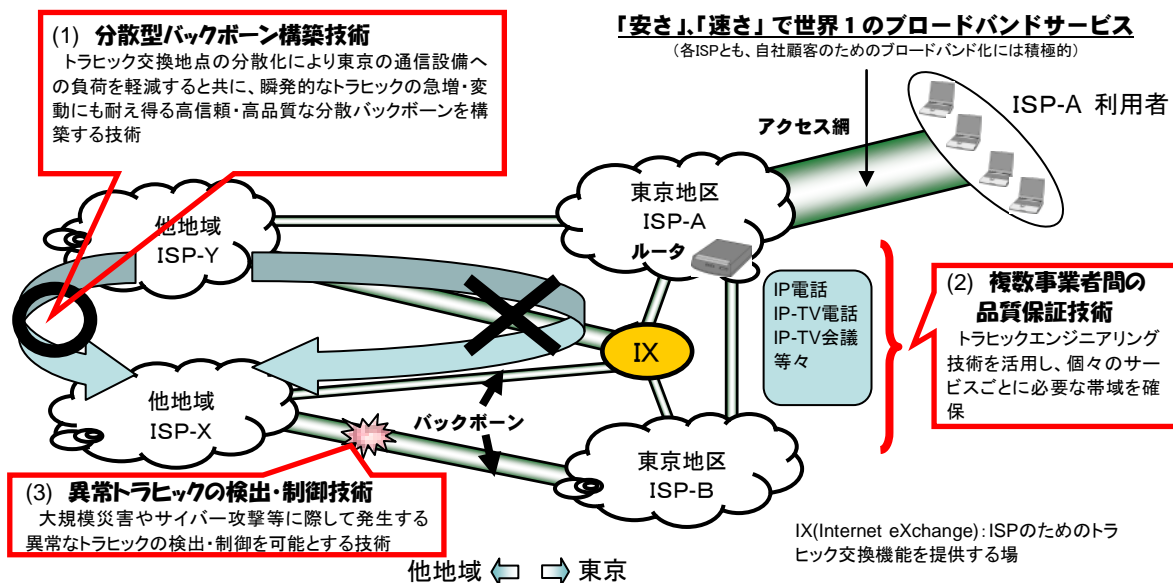 (1) 分散型バックボーン構築技術
トラヒック交換地点の分散化により東京の通信設備へ
の負荷を軽減すると共に、瞬発的なトラヒックの急増・変
動にも耐え得る高信頼・高品質な分散バックボーンを構
築する技術
「安さ」、「速さ」で世界１のブロードバンドサービス
(各ISPとも、自社顧客のためのブロードバンド化には積極的)
ISP-A 利用者
アクセス網
東京地区
ISP-A
ルータ
他地域
ISP-Y
IP電話
IP-TV電話
IP-TV会議
等々
(2) 複数事業者間の
品質保証技術
トラヒックエンジニアリング
技術を活用し、個々のサー
ビスごとに必要な帯域を確
保
IX
他地域
ISP-X
バックボーン
東京地区
ISP-B
(3) 異常トラヒックの検出・制御技術
大規模災害やサイバー攻撃等に際して発生する
異常なトラヒックの検出・制御を可能とする技術
IX(Internet eXchange):ISPのためのトラ
ヒック交換機能を提供する場
他地域 東京